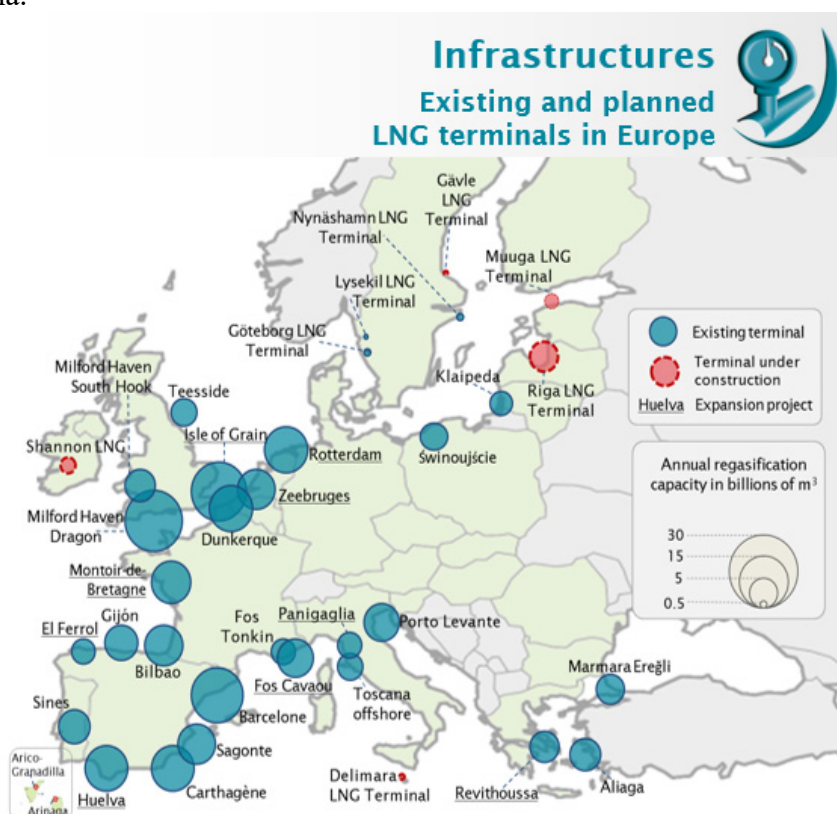 na.
Infrastructures
Existing and planned
LNG terminals in Europe
Gävle
LNG
Terminal
Nynäshamn LNG
Terminal
Muuga LNG
Terminal
Lysekil LNG
Terminal
Göteborg LNG
Terminal
Existing terminal
Terminal under
construction
Huelva Expansion project
Milford Haven
South Hook
Teesside
Klaipeda
Riga LNG
Terminal
Isle of Grain
Shannon LNG
Rotterdam
Świnoujście
Annual regasification
capacity in billions of m³
30
15
5
0.5
Zeebruges
Milford Haven
Dragon
Dunkerque
Montoir-de-
Bretagne
Gijón
El Ferrol
Fos
Tonkin
Panigaglia
Porto Levante
Bilbao
Fos Cavaou
Marmara Ereğli
Sines
Barcelone
Toscana
offshore
Sagonte
Arico-
Granadilla
Arinaga
Huelva
Carthagène
Delimara
LNG Terminal
Revithoussa
Aliaga